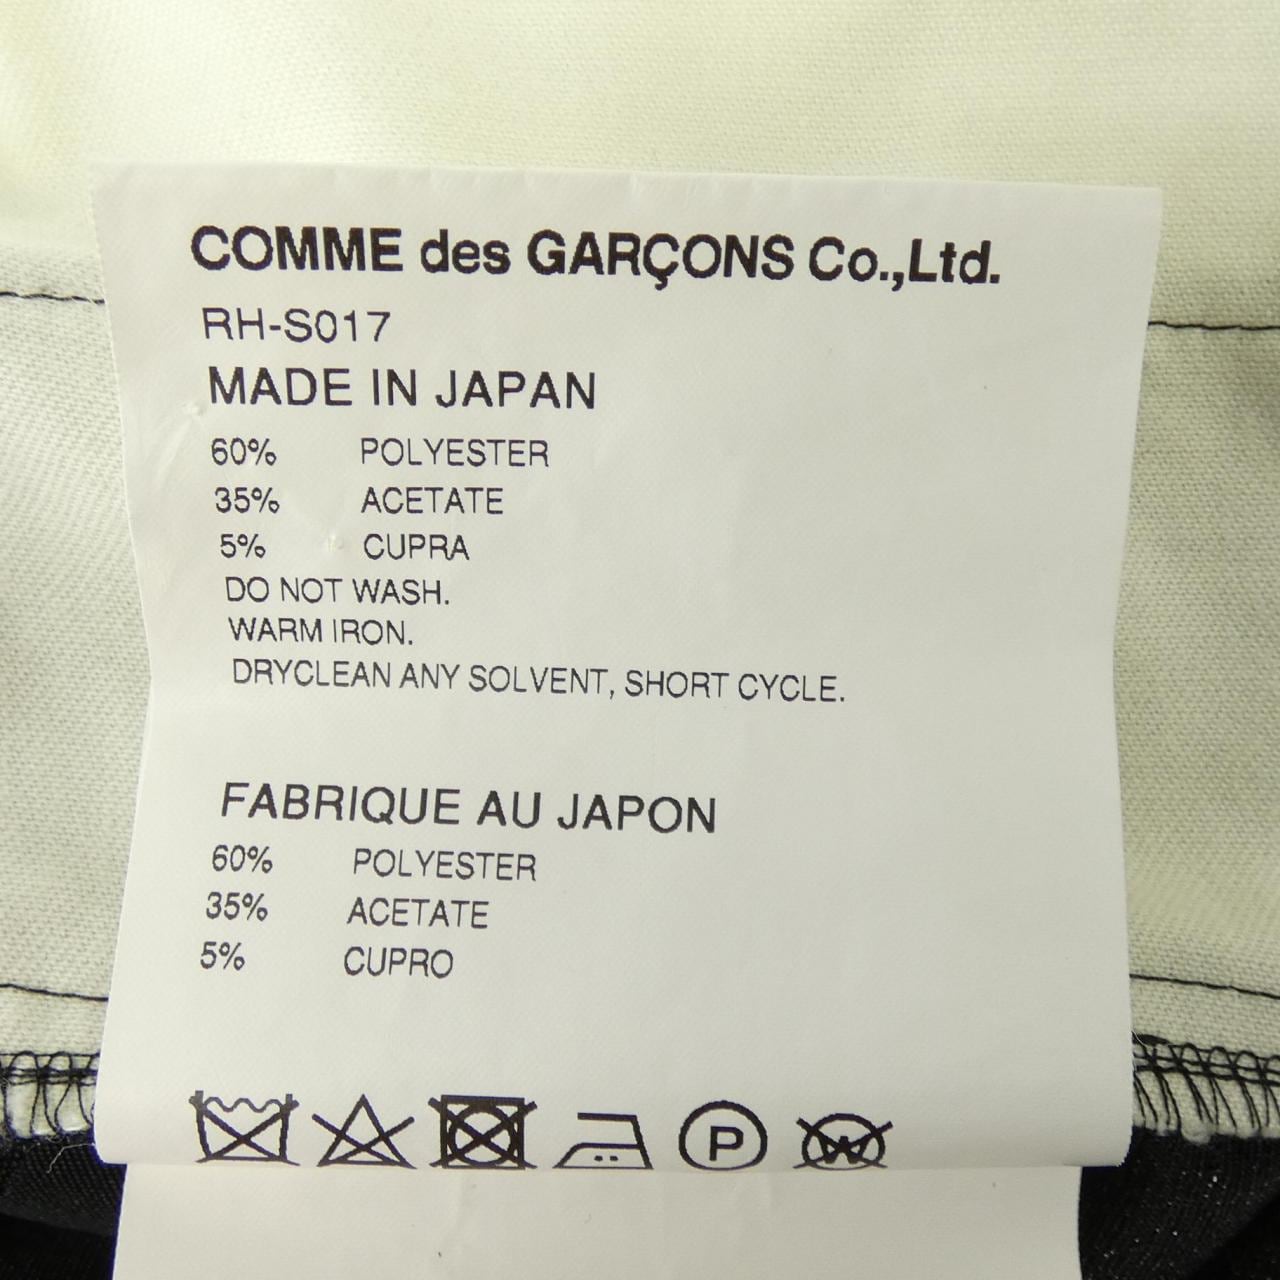 COMME des GARÇONS Co.,Ltd.
RH-S017
MADE IN JAPAN
60% POLYESTER
35% ACETATE
5% CUPRA
DO NOT WASH.
WARM IRON.
DRYCLEAN ANY SOLVENT, SHORT CYCLE.
FABRIQUE AU JAPON
60% POLYESTER
35% ACETATE
5% CUPRO
P W